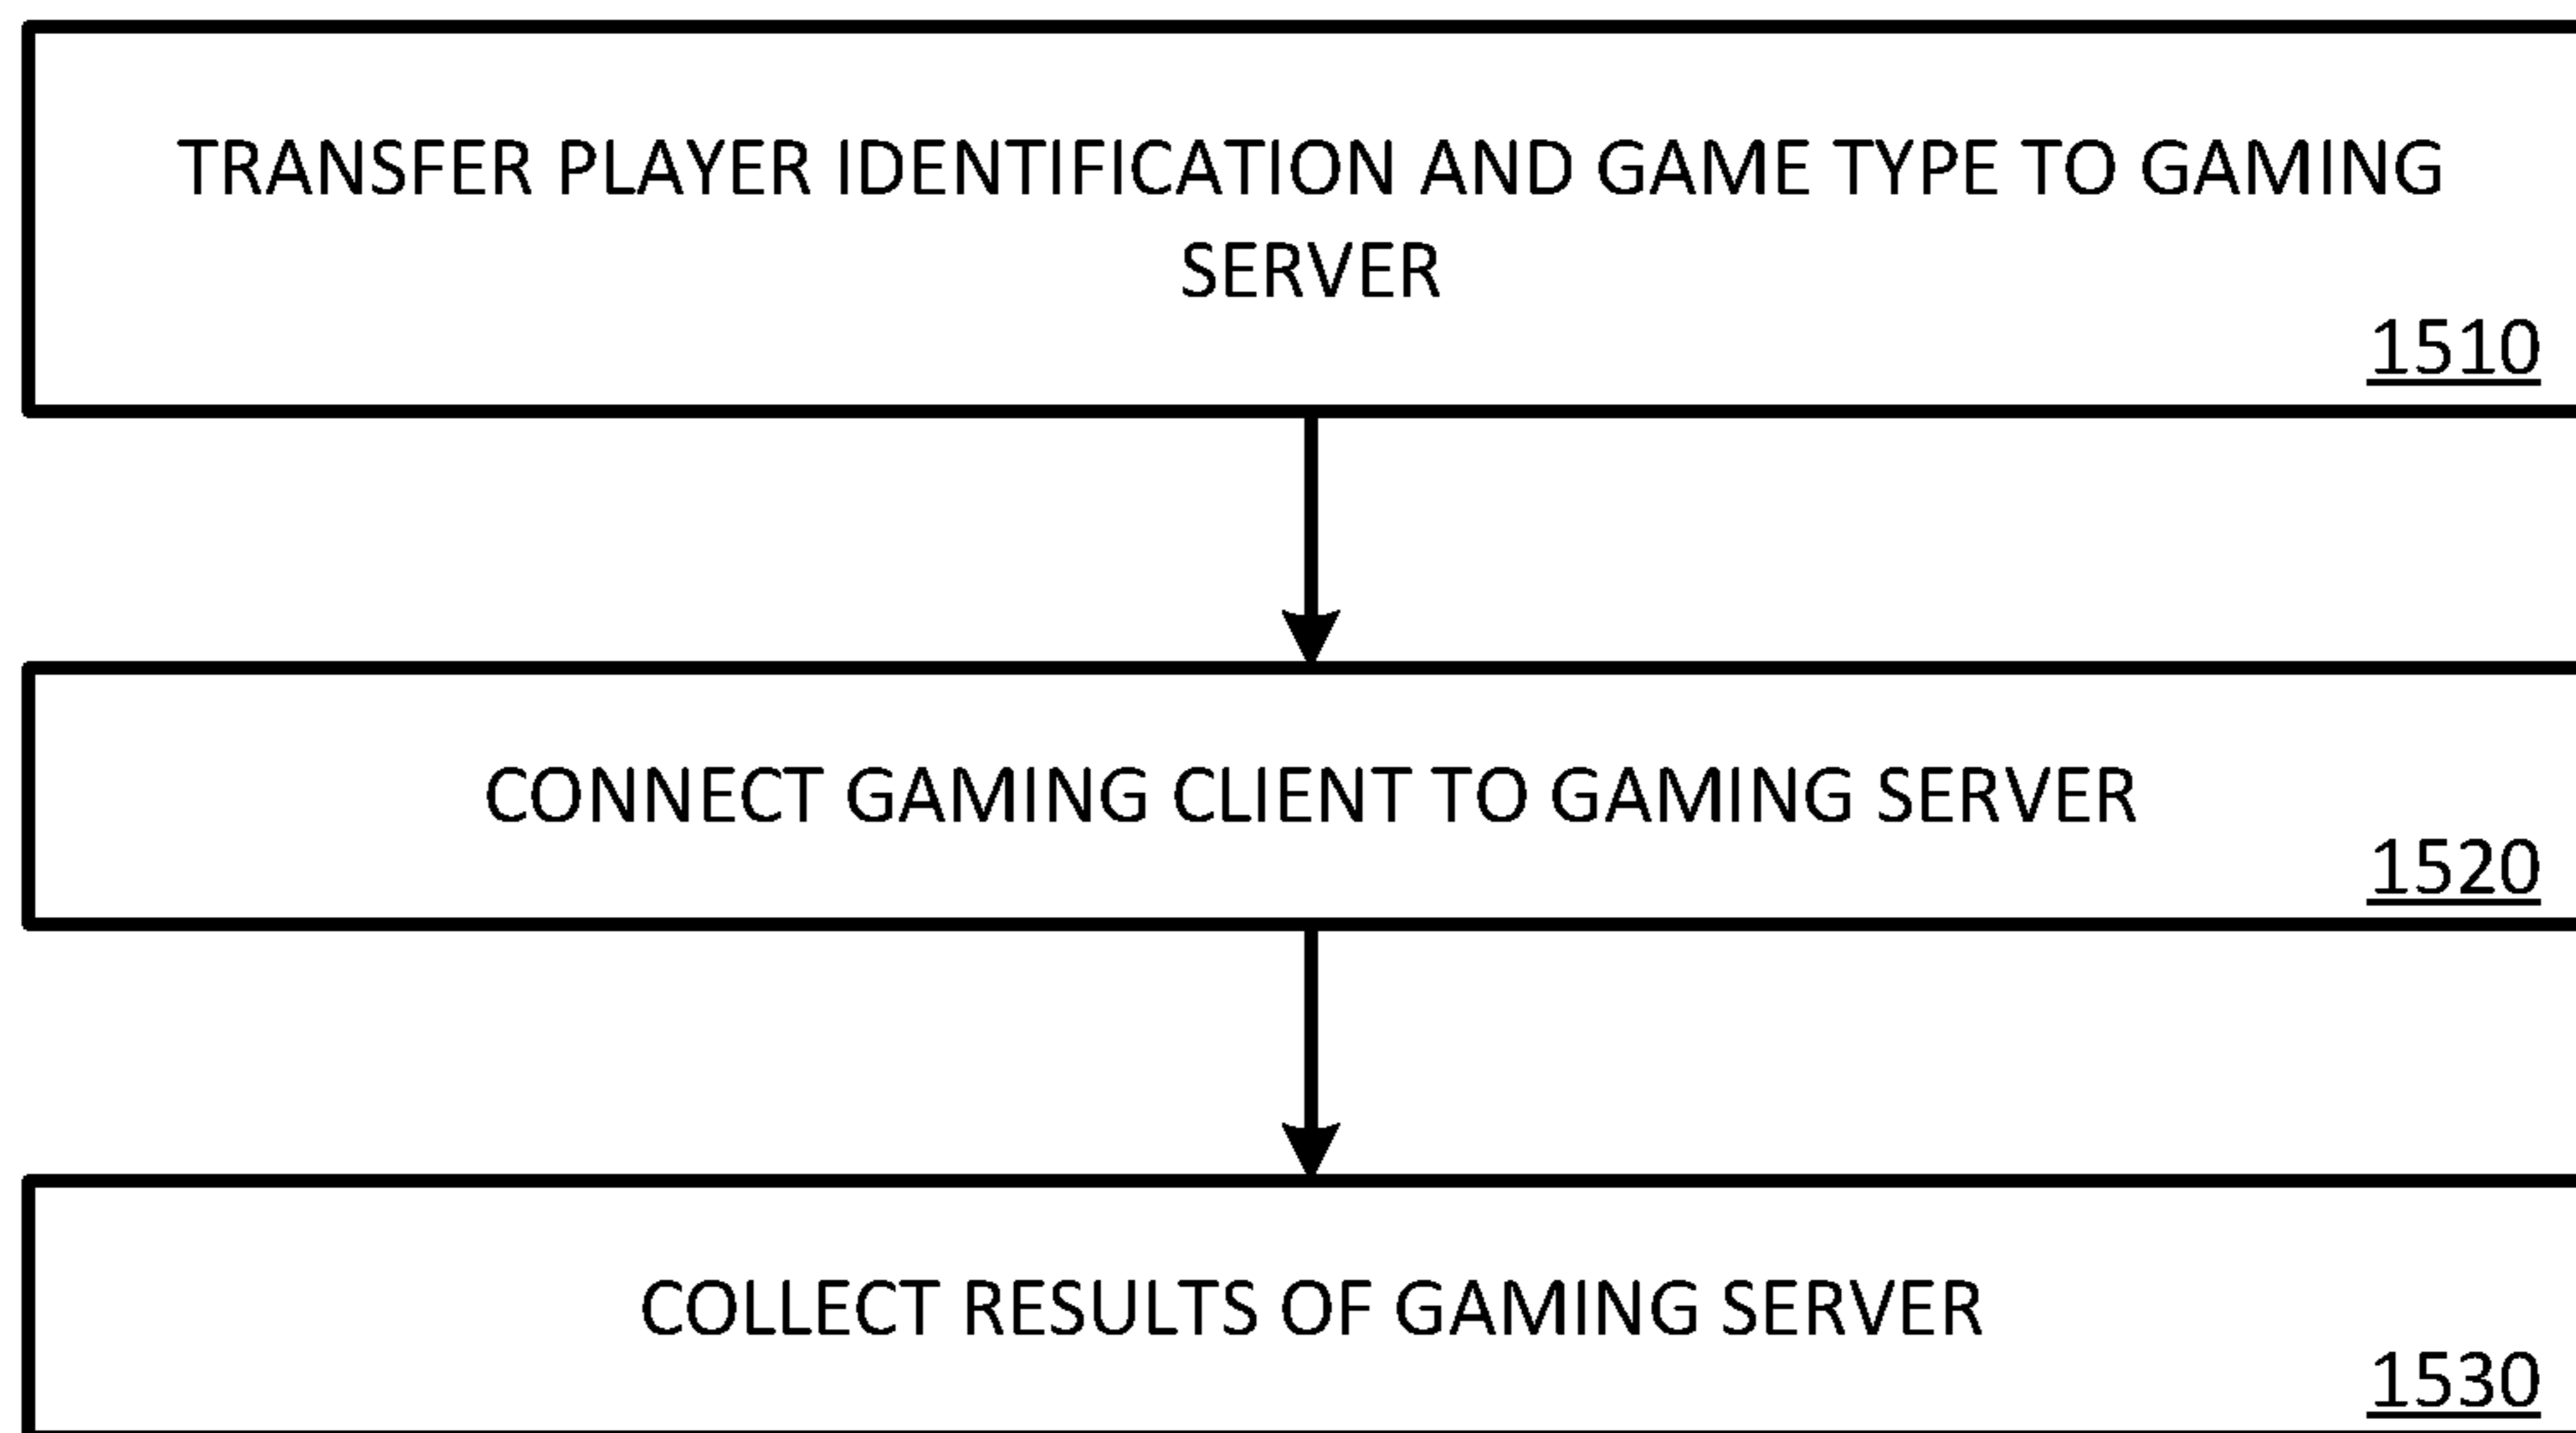 TRANSFER PLAYER IDENTIFICATION AND GAME TYPE TO GAMING
SERVER
1510
CONNECT GAMING CLIENT TO GAMING SERVER
1520
COLLECT RESULTS OF GAMING SERVER
1530